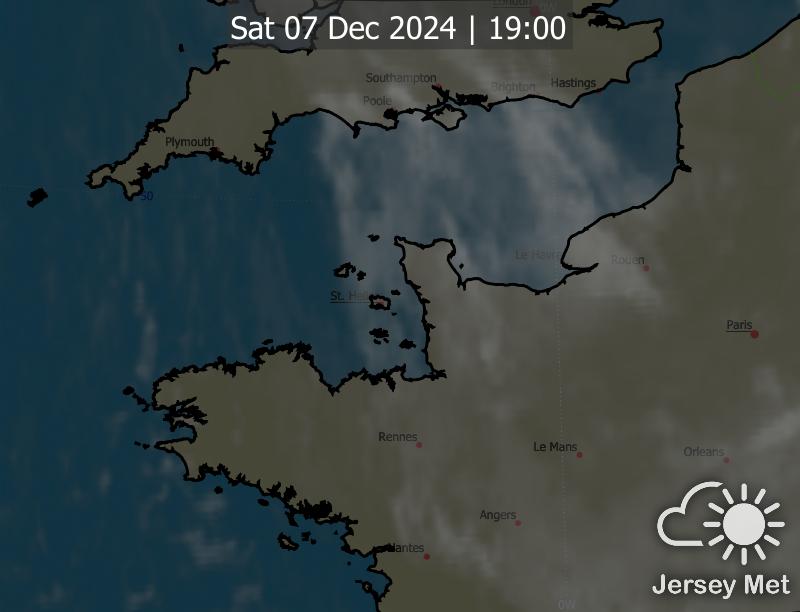 London
0W
Sat 07 Dec 2024 | 19:00
Southampton
Brighton
Hastings
Poole
Plymouth
50
Le Havre
Rouen
St. Helier
Paris
Rennes
Le Mans
Orleans
Angers
Nantes
0W
Jersey Met